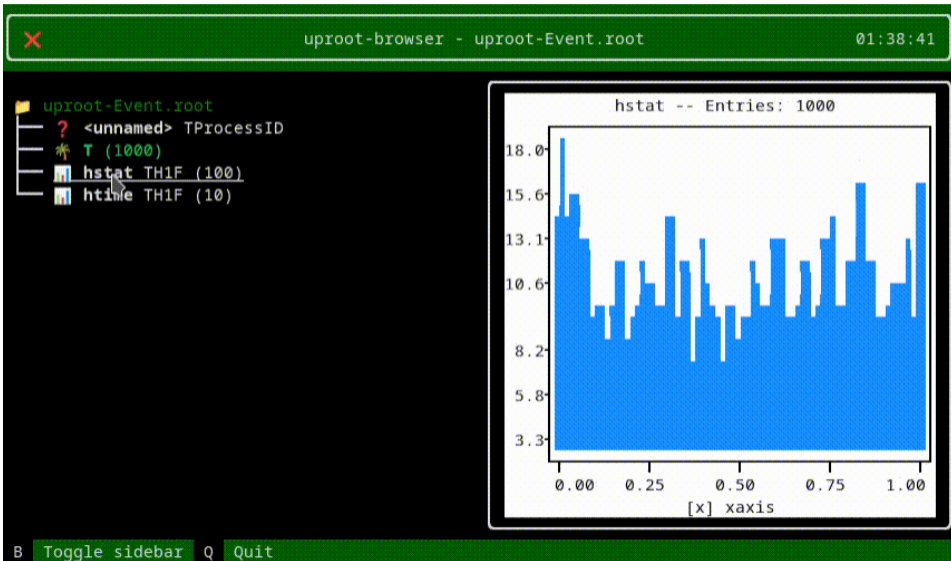 uproot-browser - uproot-Event.root 01:38:41
uproot-Event.root
<unnamed> TProcessID
T (1000)
hstat TH1F (100)
htime TH1F (10)
hstat -- Entries: 1000
18.0
15.6
13.1
10.6
8.2
5.8
3.3
0.00 0.25 0.50 0.75 1.00
[x] xaxis
B Toggle sidebar Q Quit